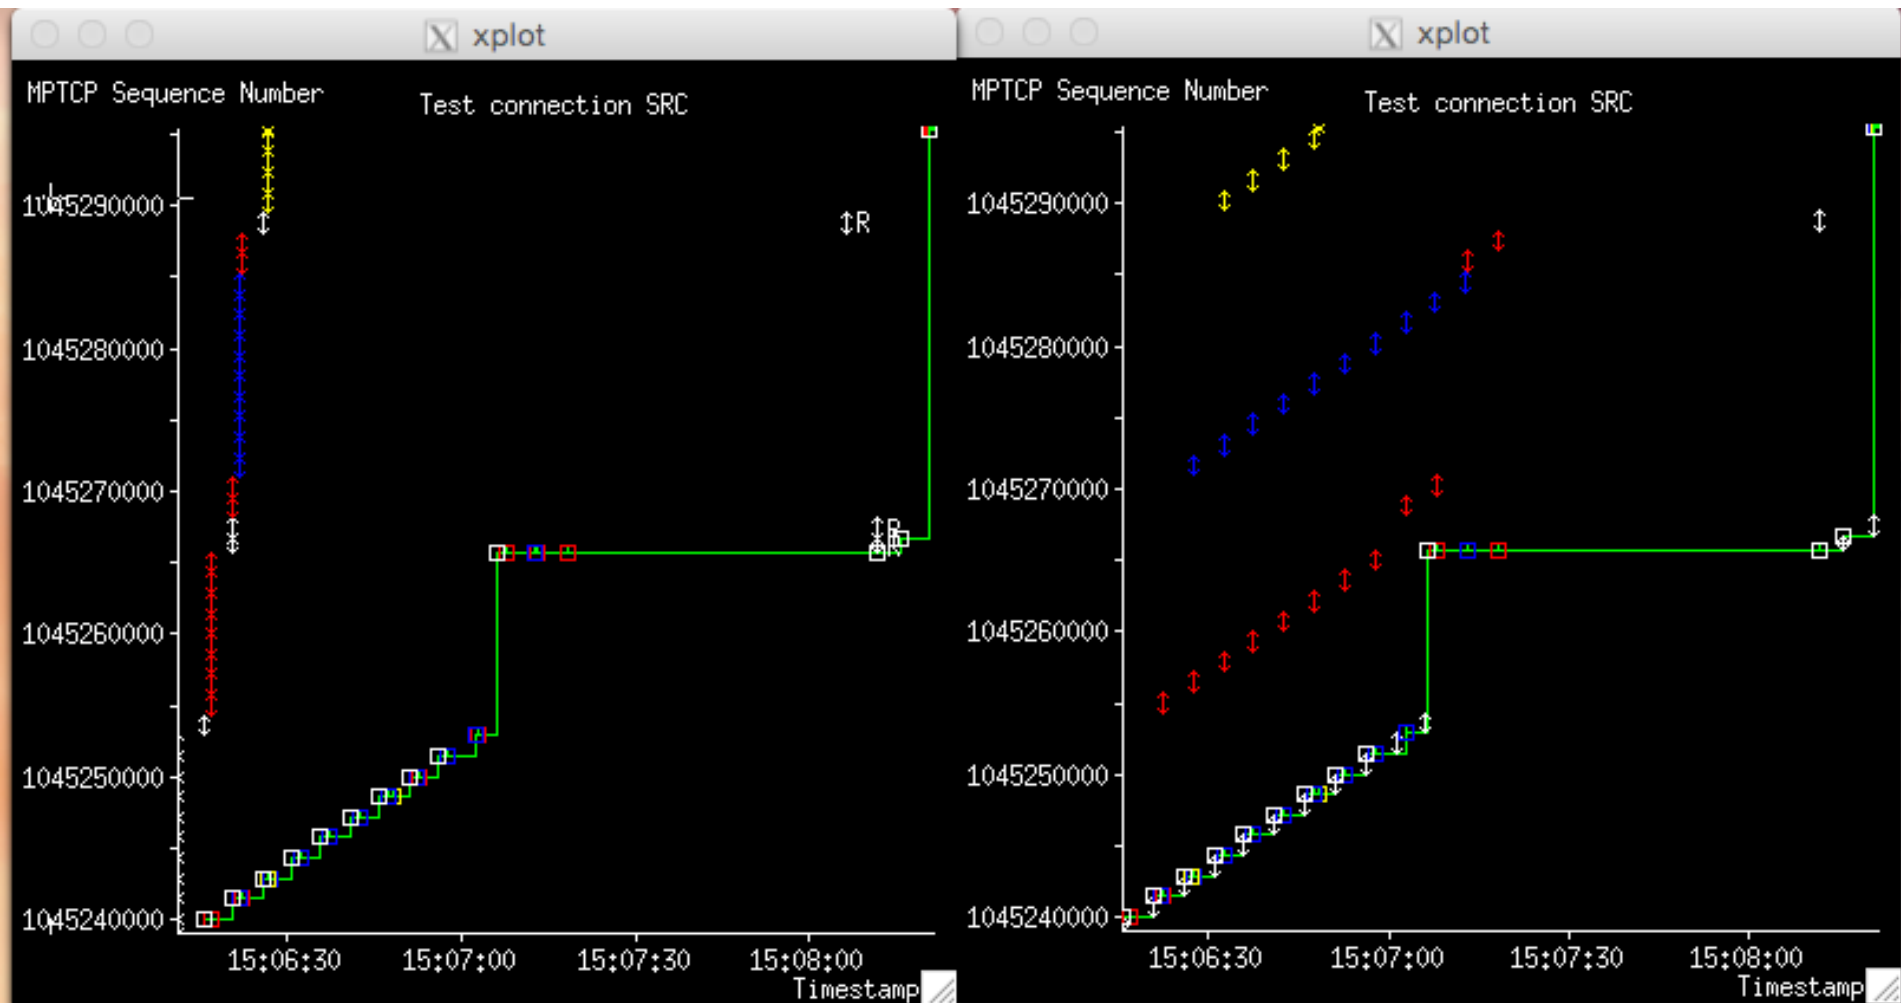 xplot
MPTCP Sequence Number
Test connection SRC
1045290000
R
1045280000
1045270000
R
1045260000
1045250000
1045240000
15:06:30 15:07:00 15:07:30 15:08:00
Timestamp
xplot
MPTCP Sequence Number
Test connection SRC
1045290000
1045280000
1045270000
1045260000
1045250000
1045240000
15:06:30 15:07:00 15:07:30 15:08:00
Timestamp